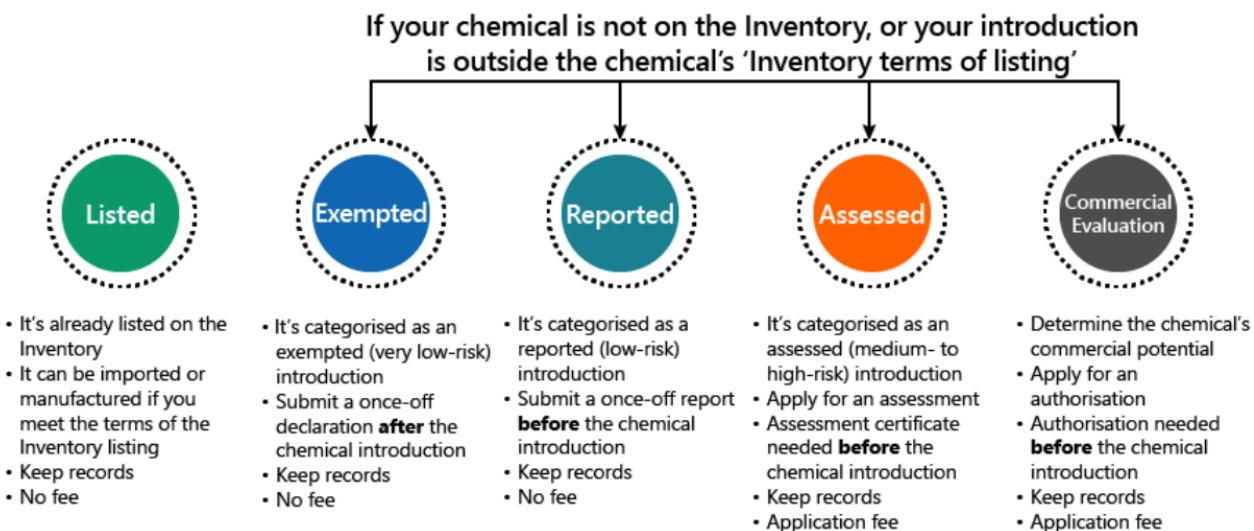 If your chemical is not on the Inventory, or your introduction
is outside the chemical's 'Inventory terms of listing'
Listed
Exempted
Reported
Assessed
Commercial
Evaluation
• It's already listed on the
Inventory
• It can be imported or
manufactured if you
meet the terms of the
Inventory listing
• Keep records
• No fee
• It's categorised as an
exempted (very low-risk)
introduction
• Submit a once-off
declaration after the
chemical introduction
• Keep records
• No fee
• It's categorised as a
reported (low-risk)
introduction
• Submit a once-off report
before the chemical
introduction
• Keep records
• No fee
• It's categorised as an
assessed (medium- to
high-risk) introduction
• Apply for an assessment
• Assessment certificate
needed before the
chemical introduction
• Keep records
• Application fee
• Determine the chemical's
commercial potential
• Apply for an
authorisation
• Authorisation needed
before the chemical
introduction
• Keep records
• Application fee